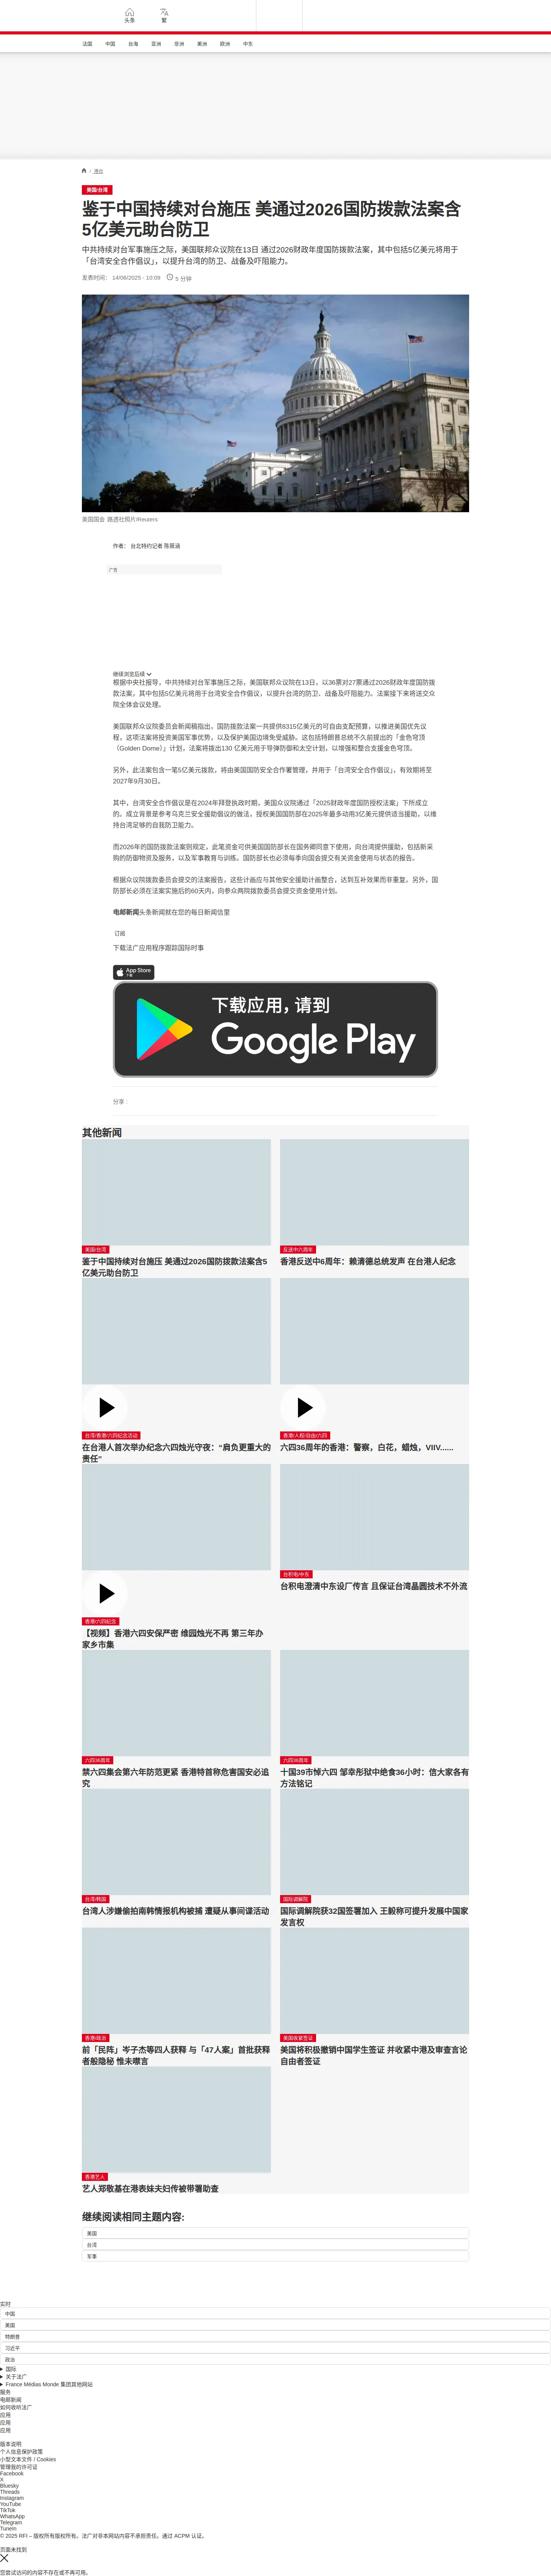 头条
繁
法国
中国
台海
亚洲
非洲
美洲
欧洲
中东
/ 港台
美国/台湾
鉴于中国持续对台施压 美通过2026国防拨款法案含
5亿美元助台防卫
中共持续对台军事施压之际，美国联邦众议院在13日 通过2026财政年度国防拨款法案，其中包括5亿美元将用于
「台湾安全合作倡议」，以提升台湾的防卫、战备及吓阻能力。
发表时间： 14/06/2025 - 10:09
5 分钟
美国国会 路透社照片/Reuters
作者： 台北特约记者 陈筱涵
广告
继续浏览后续
根据中央社报导，中共持续对台军事施压之际，美国联邦众议院在13日，以36票对27票通过2026财政年度国防拨
款法案，其中包括5亿美元将用于台湾安全合作倡议，以提升台湾的防卫、战备及吓阻能力。法案接下来将送交众
院全体会议处理。
美国联邦众议院委员会新闻稿指出，国防拨款法案一共提供8315亿美元的可自由支配预算，以推进美国优先议
程，这项法案将投资美国军事优势，以及保护美国边境免受威胁。这包括特朗普总统不久前提出的「金色穹顶
（Golden Dome）」计划，法案将拨出130 亿美元用于导弹防御和太空计划，以增强和整合支援金色穹顶。
另外，此法案包含一笔5亿美元拨款，将由美国国防安全合作署管理，并用于「台湾安全合作倡议」，有效期将至
2027年9月30日。
其中，台湾安全合作倡议是在2024年拜登执政时期，美国众议院通过「2025财政年度国防授权法案」下所成立
的。成立背景是参考乌克兰安全援助倡议的做法，授权美国国防部在2025年最多动用3亿美元提供适当援助，以维
持台湾足够的自我防卫能力。
而2026年的国防拨款法案则规定，此笔资金可供美国国防部长在国务卿同意下使用，向台湾提供援助，包括新采
购的防御物资及服务，以及军事教育与训练。国防部长也必须每季向国会提交有关资金使用与状态的报告。
根据众议院拨款委员会提交的法案报告，这些计画应与其他安全援助计画整合，达到互补效果而非重复。另外，国
防部长必须在法案实施后的60天内，向参众两院拨款委员会提交资金使用计划。
电邮新闻头条新闻就在您的每日新闻信里
订阅
下载法广应用程序跟踪国际时事
App Store
下载
下载应用，请到
Google Play
分享 :
其他新闻
美国/台湾
鉴于中国持续对台施压 美通过2026国防拨款法案含5
亿美元助台防卫
反送中六周年
香港反送中6周年：赖清德总统发声 在台港人纪念
台湾/香港/六四纪念活动
在台港人首次举办纪念六四烛光守夜：“肩负更重大的
责任”
香港/人权/自由/六四
六四36周年的香港：警察，白花，蜡烛，VIIV......
香港/六四纪念
【视频】香港六四安保严密 维园烛光不再 第三年办
家乡市集
台积电/中东
台积电澄清中东设厂传言 且保证台湾晶圆技术不外流
六四36周年
禁六四集会第六年防范更紧 香港特首称危害国安必追
究
六四36周年
十国39市悼六四 邹幸彤狱中绝食36小时：信大家各有
方法铭记
台湾/韩国
台湾人涉嫌偷拍南韩情报机构被捕 遭疑从事间谍活动
国际调解院
国际调解院获32国签署加入 王毅称可提升发展中国家
发言权
香港/政治
前「民阵」岑子杰等四人获释 与「47人案」首批获释
者般隐秘 惟未噤言
美国收紧签证
美国将积极撤销中国学生签证 并收紧中港及审查言论
自由者签证
香港艺人
艺人郑敬基在港表妹夫妇传被带署助查
继续阅读相同主题内容:
美国
台湾
军事
实时
中国
美国
特朗普
习近平
政治
国际
关于法广
France Médias Monde 集团其他网站
服务
电邮新闻
如何收听法广
应用
应用
应用
版本说明
个人信息保护政策
小型文本文件 / Cookies
管理我的许可证
Facebook
X
Bluesky
Threads
Instagram
YouTube
TikTok
WhatsApp
Telegram
TuneIn
© 2025 RFI – 版权所有版权所有。法广对非本网站内容不承担责任。通过 ACPM 认证。
页面未找到
您尝试访问的内容不存在或不再可用。